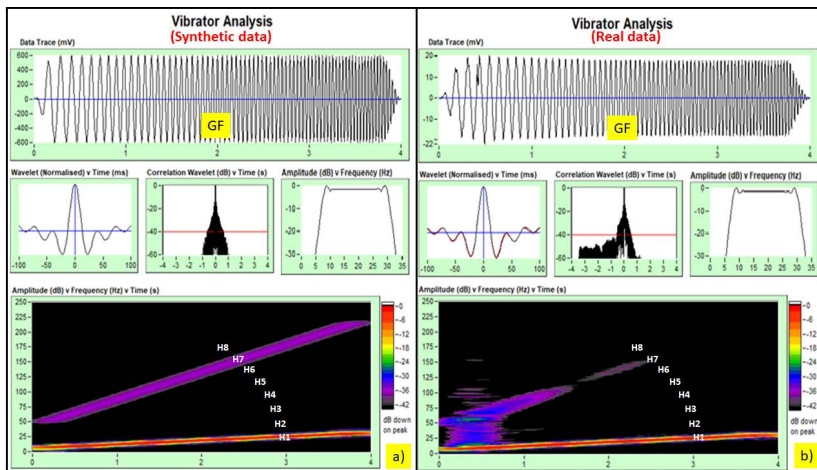 Vibrator Analysis
(Synthetic data)
Data Trace (mV)
600
400
200
0
-200
-400
-600
GF
0 1 2 3 4
Wavelet (Normalised) v Time (ms)
-100 -50 0 50 100
Correlation Wavelet (dB) v Time (s)
0
-20
-40
-60
-4 -3 -2 -1 0 1 2 3 4
Amplitude (dB) v Frequency (Hz)
0
-10
-20
-30
0 5 10 15 20 25 30 35
Amplitude (dB) v Frequency (Hz) v Time (s)
250
225
200
175
150
125
100
75
50
25
0
H8
H7
H6
H5
H4
H3
H2
H1
0 1 2 3 4
-0
-6
-12
-18
-24
-30
-36
-42
dB down
on peak
a)
Vibrator Analysis
(Real data)
Data Trace (mV)
20
10
0
-10
-20
GF
0 1 2 3 4
Wavelet (Normalised) v Time (ms)
-100 -50 0 50 100
Correlation Wavelet (dB) v Time (s)
0
-20
-40
-60
-4 -3 -2 -1 0 1 2 3 4
Amplitude (dB) v Frequency (Hz)
0
-10
-20
-30
0 5 10 15 20 25 30 35
Amplitude (dB) v Frequency (Hz) v Time (s)
250
225
200
175
150
125
100
75
50
25
0
H8
H7
H6
H5
H4
H3
H2
H1
0 1 2 3 4
-0
-6
-12
-18
-24
-30
-36
-42
dB down
on peak
b)